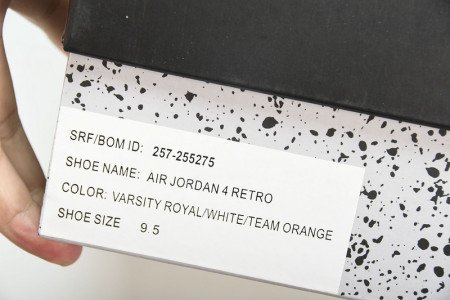 SRF/BOM ID: 257-255275
SHOE NAME: AIR JORDAN 4 RETRO
COLOR: VARSITY ROYAL/WHITE/TEAM ORANGE
SHOE SIZE 9.5